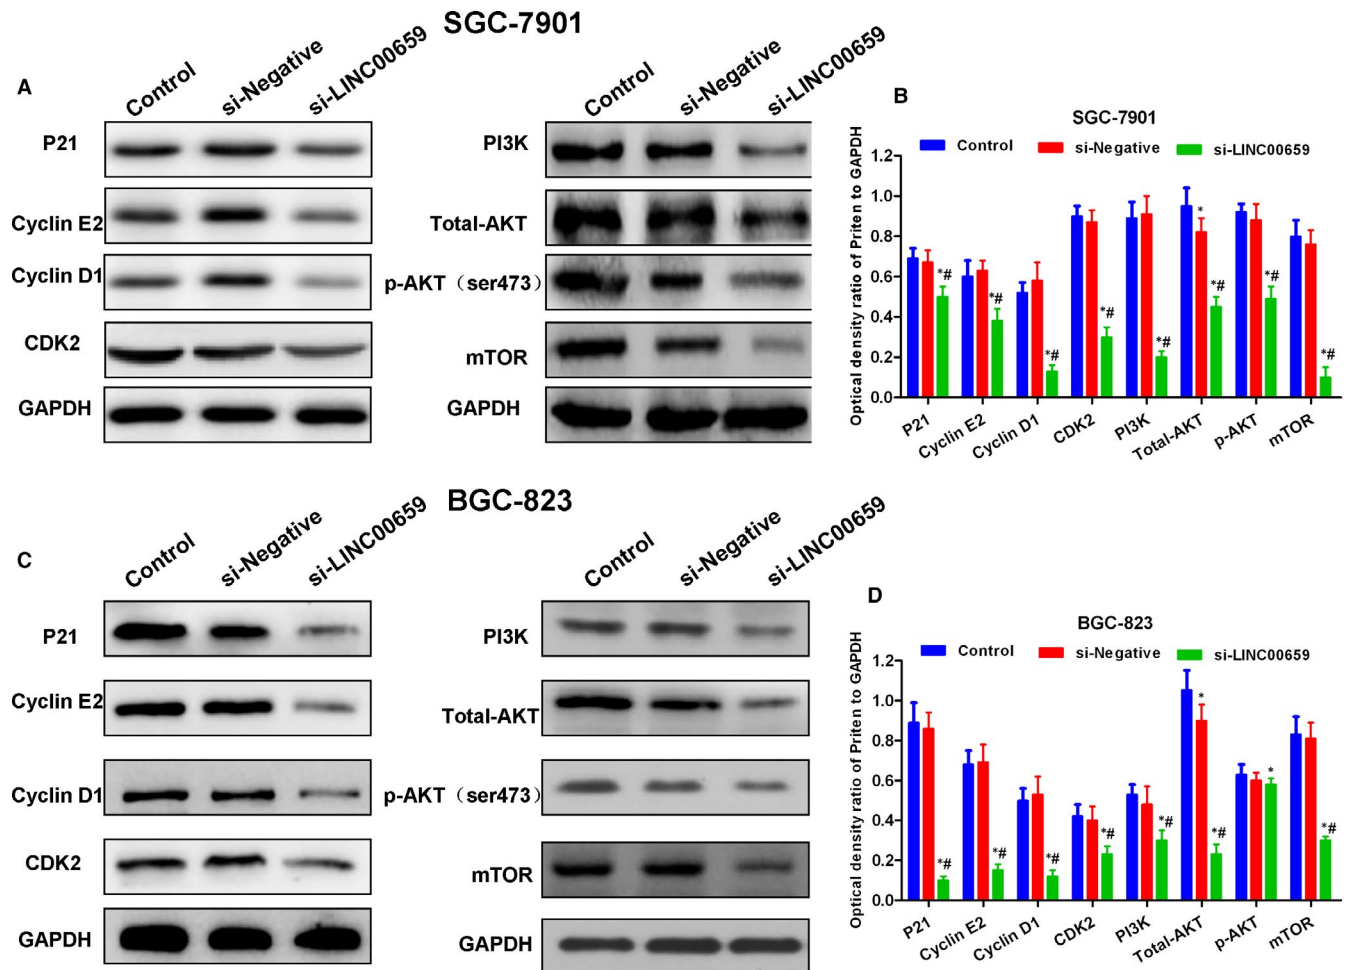 SGC-7901
A
Control si-Negative si-LINC00659
P21
Cyclin E2
Cyclin D1
CDK2
GAPDH
Control si-Negative si-LINC00659
PI3K
Total-AKT
p-AKT（ser473）
mTOR
GAPDH
B
SGC-7901
Control si-Negative si-LINC00659
Optical density ratio of Priten to GAPDH
1.2
1.0
0.8
0.6
0.4
0.2
0.0
*# *# *# *# *# * *# *# *#
P21 Cyclin E2 Cyclin D1 CDK2 PI3K Total-AKT p-AKT mTOR
BGC-823
C
Control si-Negative si-LINC00659
P21
Cyclin E2
Cyclin D1
CDK2
GAPDH
Control si-Negative si-LINC00659
PI3K
Total-AKT
p-AKT（ser473）
mTOR
GAPDH
D
BGC-823
Control si-Negative si-LINC00659
Optical density ratio of Priten to GAPDH
1.2
1.0
0.8
0.6
0.4
0.2
0.0
*# *# *# *# *# * *# * *#
P21 Cyclin E2 Cyclin D1 CDK2 PI3K Total-AKT p-AKT mTOR